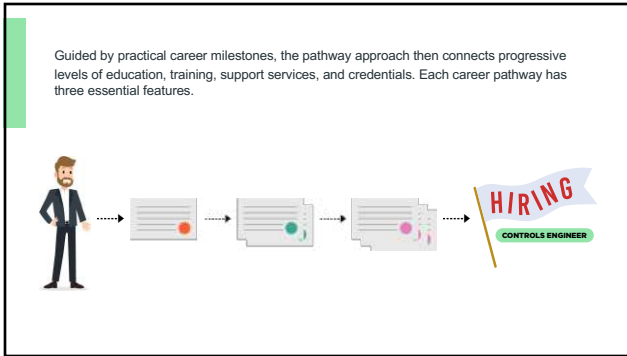 Guided by practical career milestones, the pathway approach then connects progressive
levels of education, training, support services, and credentials. Each career pathway has
three essential features.
HIRING
CONTROLS ENGINEER